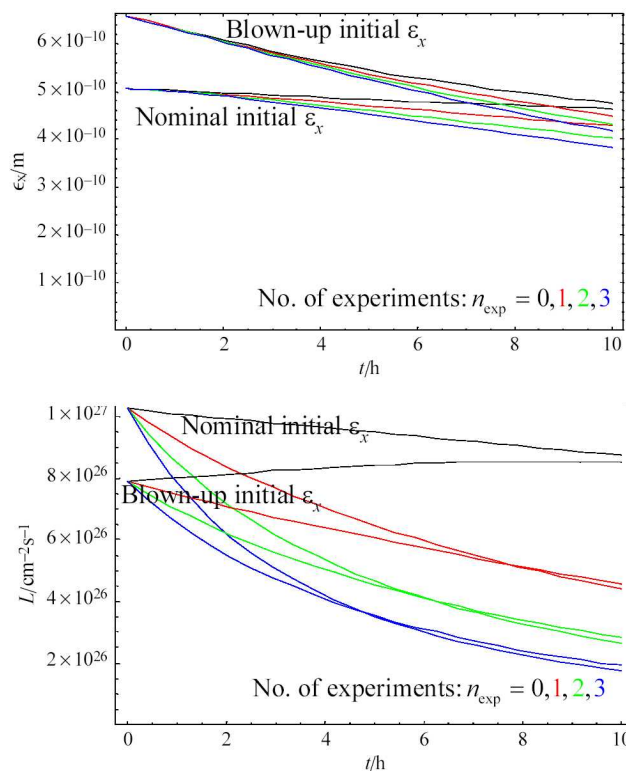 Blown-up initial εₓ
Nominal initial εₓ
6×10⁻¹⁰
5×10⁻¹⁰
4×10⁻¹⁰
3×10⁻¹⁰
2×10⁻¹⁰
1×10⁻¹⁰
ϵₓ/m
No. of experiments: n_exp = 0,1,2,3
0 2 4 6 8 10
t/h
1×10²⁷
8×10²⁶
6×10²⁶
4×10²⁶
2×10²⁶
L/cm⁻²s⁻¹
Nominal initial εₓ
Blown-up initial εₓ
No. of experiments: n_exp = 0,1,2,3
0 2 4 6 8 10
t/h